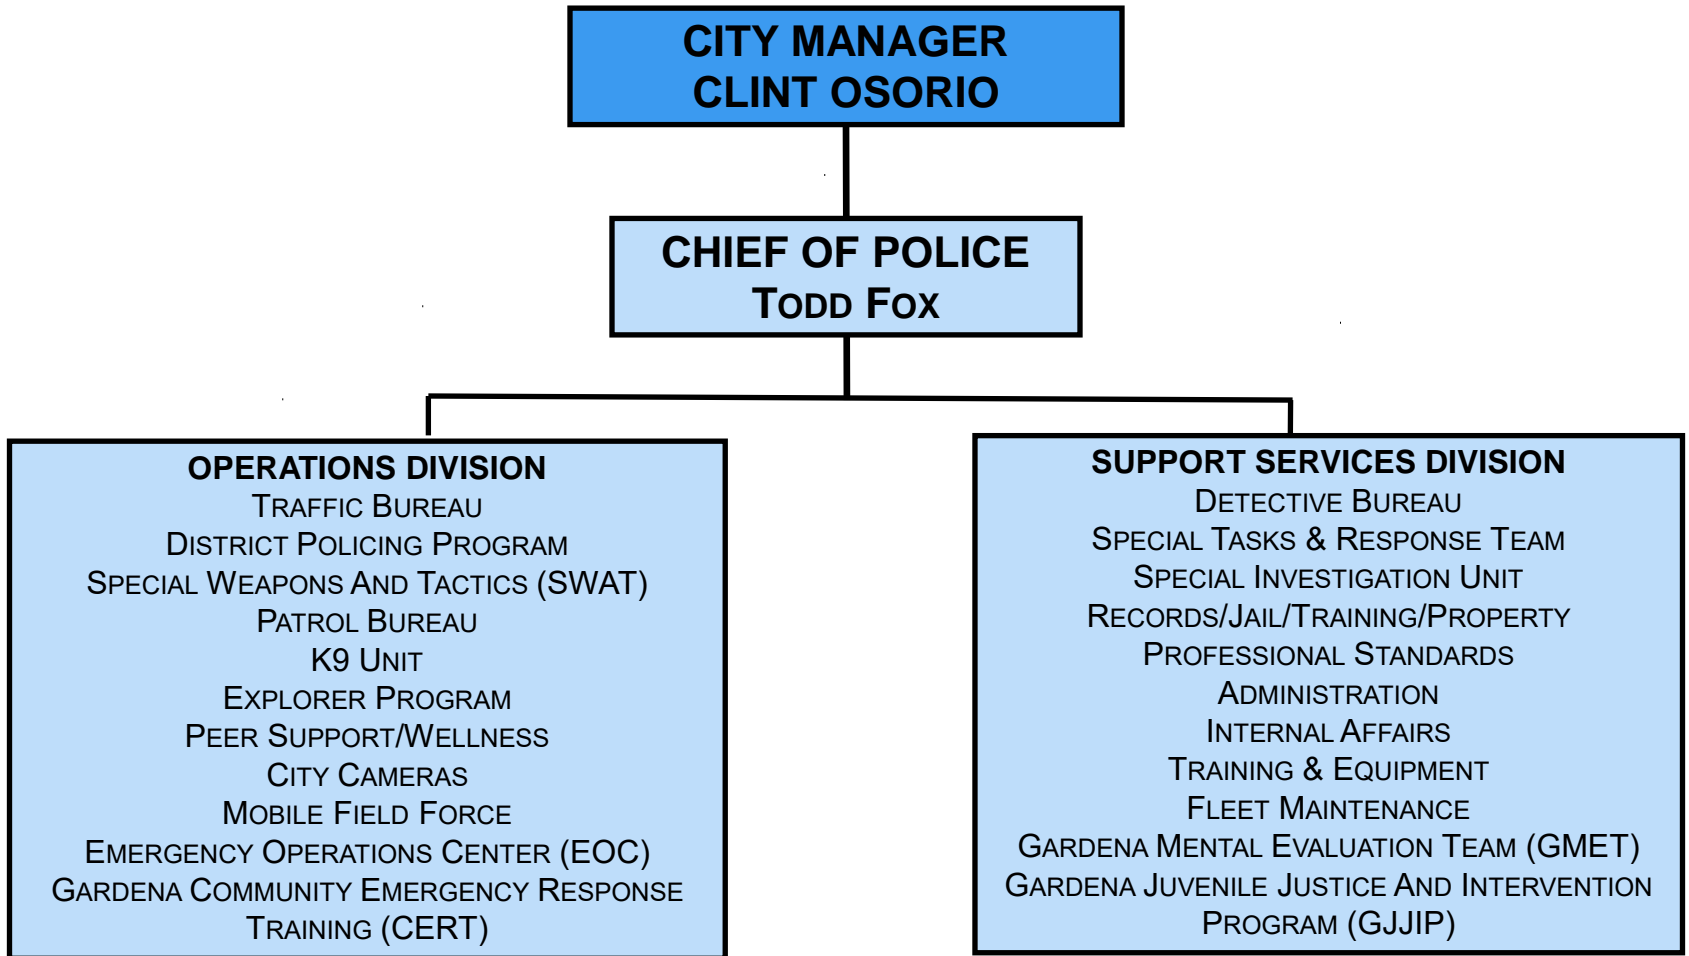 CITY MANAGER
CLINT OSORIO
CHIEF OF POLICE
TODD FOX
OPERATIONS DIVISION
TRAFFIC BUREAU
DISTRICT POLICING PROGRAM
SPECIAL WEAPONS AND TACTICS (SWAT)
PATROL BUREAU
K9 UNIT
EXPLORER PROGRAM
PEER SUPPORT/WELLNESS
CITY CAMERAS
MOBILE FIELD FORCE
EMERGENCY OPERATIONS CENTER (EOC)
GARDENA COMMUNITY EMERGENCY RESPONSE
TRAINING (CERT)
SUPPORT SERVICES DIVISION
DETECTIVE BUREAU
SPECIAL TASKS & RESPONSE TEAM
SPECIAL INVESTIGATION UNIT
RECORDS/JAIL/TRAINING/PROPERTY
PROFESSIONAL STANDARDS
ADMINISTRATION
INTERNAL AFFAIRS
TRAINING & EQUIPMENT
FLEET MAINTENANCE
GARDENA MENTAL EVALUATION TEAM (GMET)
GARDENA JUVENILE JUSTICE AND INTERVENTION
PROGRAM (GJJIP)